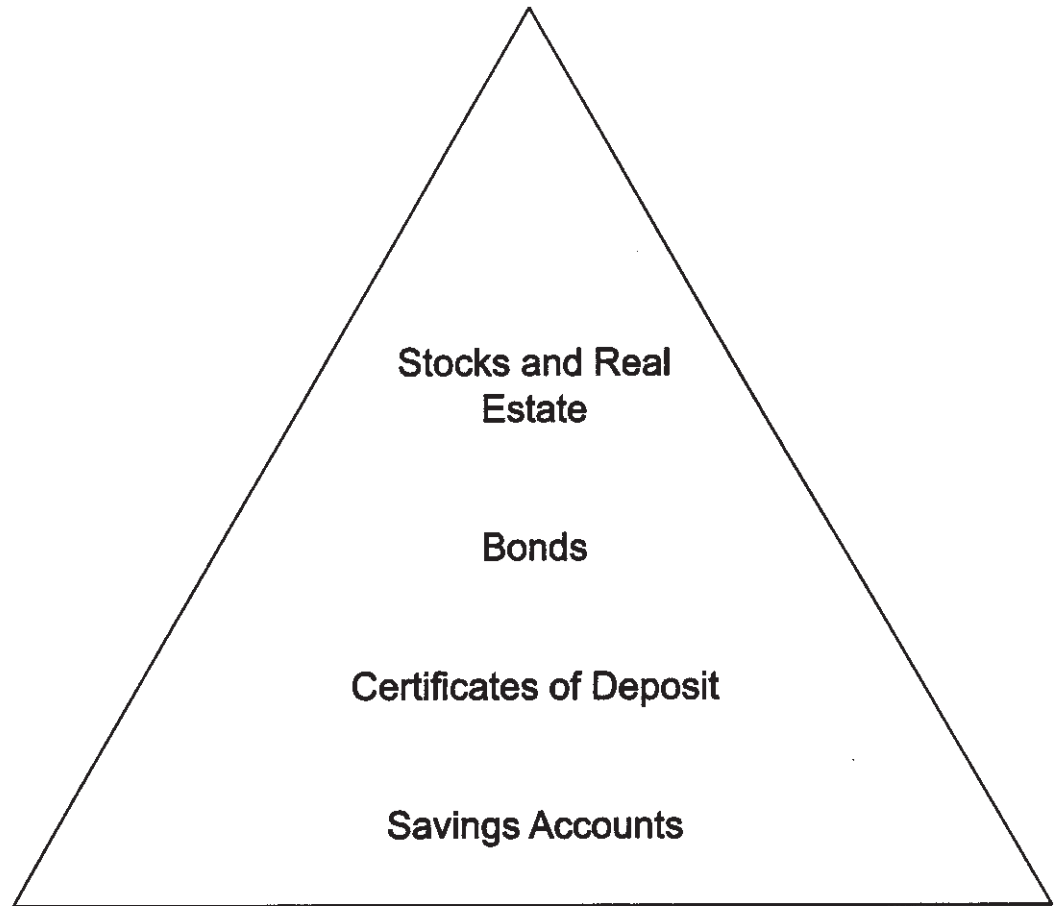 Stocks and Real
Estate
Bonds
Certificates of Deposit
Savings Accounts